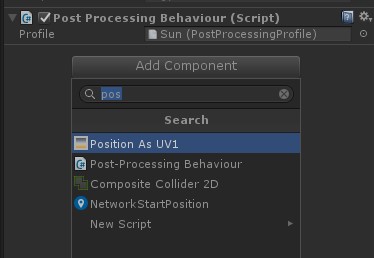 Post Processing Behaviour (Script)
Profile Sun (PostProcessingProfile)
Add Component
pos
Search
Position As UV1
Post-Processing Behaviour
Composite Collider 2D
NetworkStartPosition
New Script